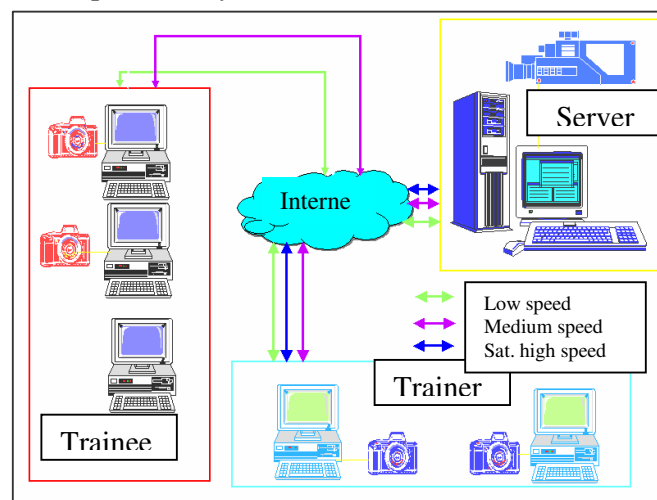 Server
Interne
Low speed
Medium speed
Sat. high speed
Trainer
Trainee